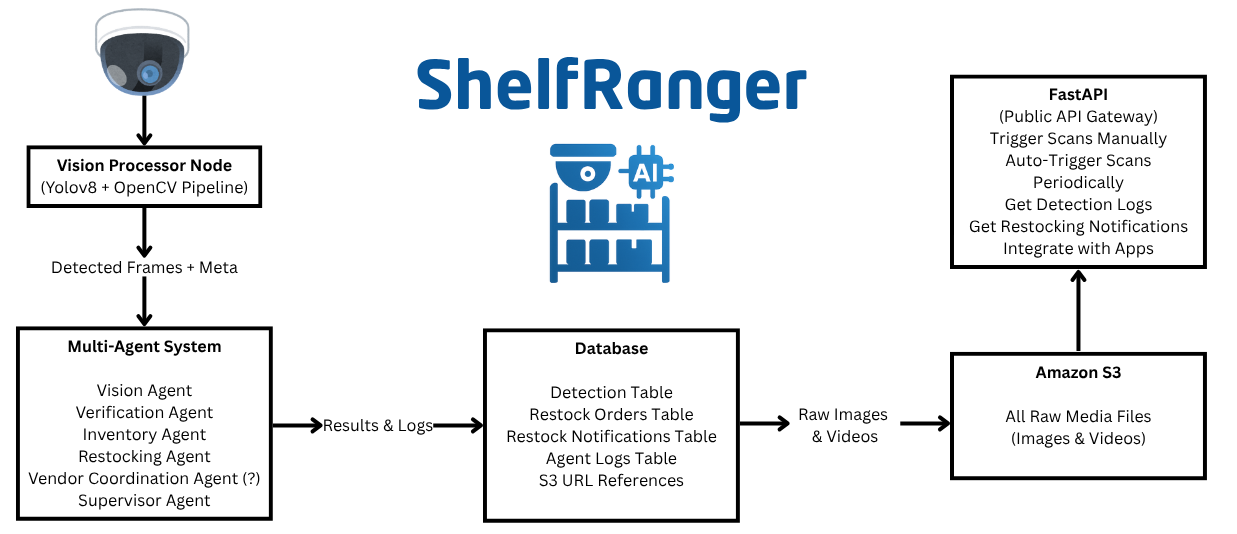 ShelfRanger
AI
Vision Processor Node
(Yolov8 + OpenCV Pipeline)
Detected Frames + Meta
Multi-Agent System
Vision Agent
Verification Agent
Inventory Agent
Restocking Agent
Vendor Coordination Agent (?)
Supervisor Agent
Results & Logs
Database
Detection Table
Restock Orders Table
Restock Notifications Table
Agent Logs Table
S3 URL References
Raw Images
& Videos
Amazon S3
All Raw Media Files
(Images & Videos)
FastAPI
(Public API Gateway)
Trigger Scans Manually
Auto-Trigger Scans
Periodically
Get Detection Logs
Get Restocking Notifications
Integrate with Apps